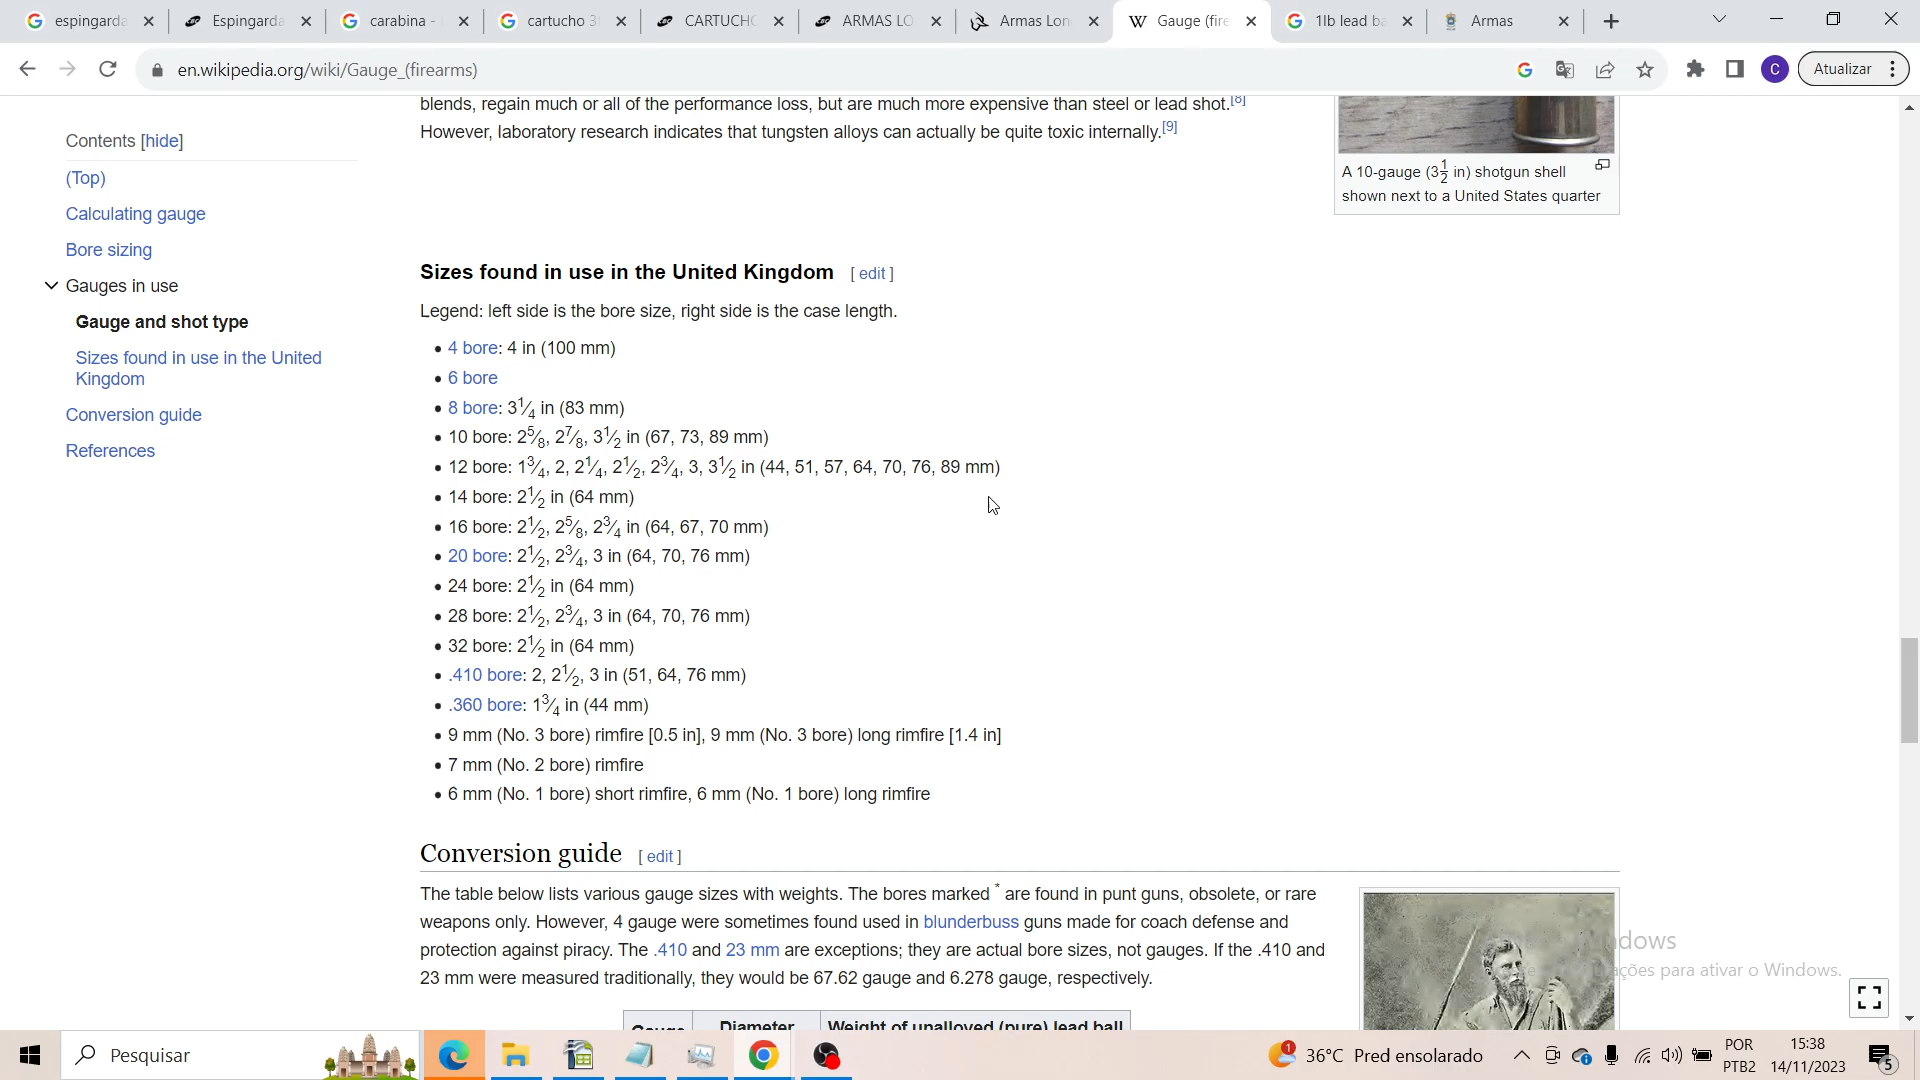 espingarda
Espingarda
carabina -
cartucho 3
CARTUCHO
ARMAS LO
Armas Lon
Gauge (fire
1lb lead ba
Armas
en.wikipedia.org/wiki/Gauge_(firearms)
C
Atualizar
blends, regain much or all of the performance loss, but are much more expensive than steel or lead shot.[8]
However, laboratory research indicates that tungsten alloys can actually be quite toxic internally.[9]
Contents [hide]
(Top)
Calculating gauge
Bore sizing
Gauges in use
Gauge and shot type
Sizes found in use in the United
Kingdom
Conversion guide
References
A 10-gauge (3 1/2 in) shotgun shell
shown next to a United States quarter
Sizes found in use in the United Kingdom [ edit ]
Legend: left side is the bore size, right side is the case length.
• 4 bore: 4 in (100 mm)
• 6 bore
• 8 bore: 3 1⁄4 in (83 mm)
• 10 bore: 2 5⁄8, 2 7⁄8, 3 1⁄2 in (67, 73, 89 mm)
• 12 bore: 1 3⁄4, 2, 2 1⁄4, 2 1⁄2, 2 3⁄4, 3, 3 1⁄2 in (44, 51, 57, 64, 70, 76, 89 mm)
• 14 bore: 2 1⁄2 in (64 mm)
• 16 bore: 2 1⁄2, 2 5⁄8, 2 3⁄4 in (64, 67, 70 mm)
• 20 bore: 2 1⁄2, 2 3⁄4, 3 in (64, 70, 76 mm)
• 24 bore: 2 1⁄2 in (64 mm)
• 28 bore: 2 1⁄2, 2 3⁄4, 3 in (64, 70, 76 mm)
• 32 bore: 2 1⁄2 in (64 mm)
• .410 bore: 2, 2 1⁄2, 3 in (51, 64, 76 mm)
• .360 bore: 1 3⁄4 in (44 mm)
• 9 mm (No. 3 bore) rimfire [0.5 in], 9 mm (No. 3 bore) long rimfire [1.4 in]
• 7 mm (No. 2 bore) rimfire
• 6 mm (No. 1 bore) short rimfire, 6 mm (No. 1 bore) long rimfire
Conversion guide [ edit ]
The table below lists various gauge sizes with weights. The bores marked * are found in punt guns, obsolete, or rare
weapons only. However, 4 gauge were sometimes found used in blunderbuss guns made for coach defense and
protection against piracy. The .410 and 23 mm are exceptions; they are actual bore sizes, not gauges. If the .410 and
23 mm were measured traditionally, they would be 67.62 gauge and 6.278 gauge, respectively.
Gauge Diameter Weight of unalloyed (pure) lead ball
dows
ções para ativar o Windows.
Pesquisar
1
36°C Pred ensolarado
POR
PTB2
15:38
14/11/2023
5